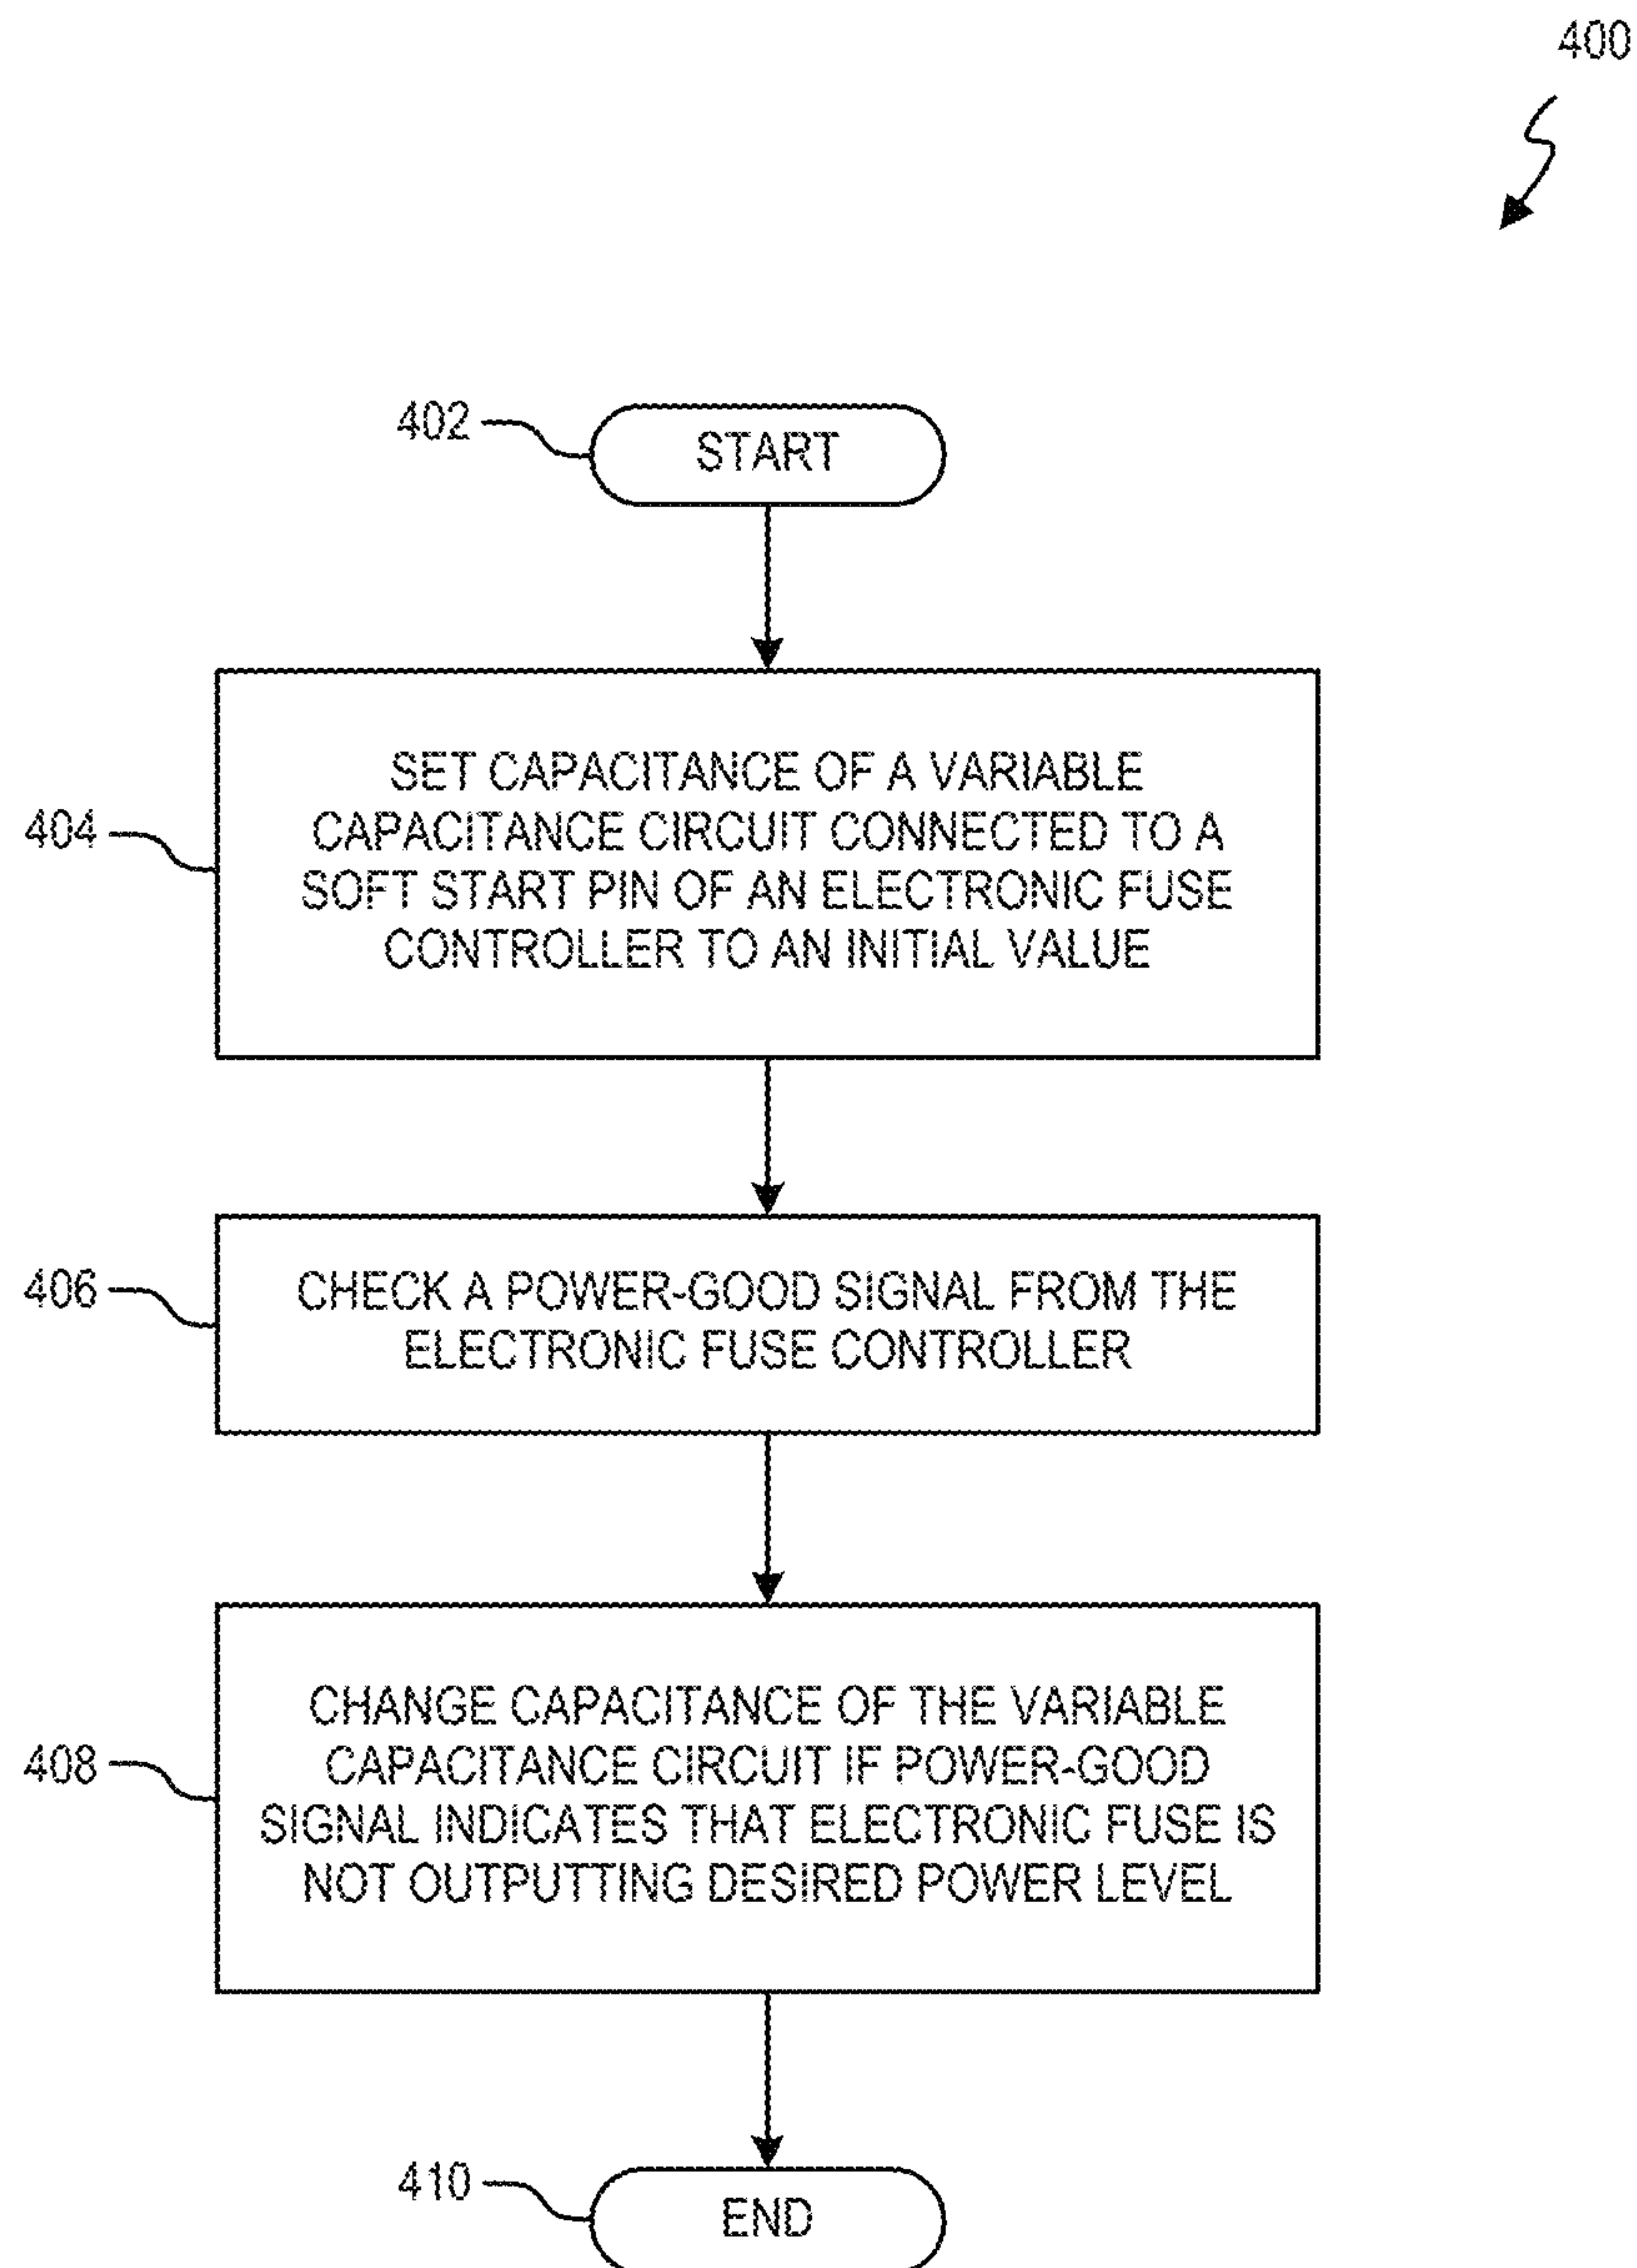 400
402
START
404
SET CAPACITANCE OF A VARIABLE
CAPACITANCE CIRCUIT CONNECTED TO A
SOFT START PIN OF AN ELECTRONIC FUSE
CONTROLLER TO AN INITIAL VALUE
406
CHECK A POWER-GOOD SIGNAL FROM THE
ELECTRONIC FUSE CONTROLLER
408
CHANGE CAPACITANCE OF THE VARIABLE
CAPACITANCE CIRCUIT IF POWER-GOOD
SIGNAL INDICATES THAT ELECTRONIC FUSE IS
NOT OUTPUTTING DESIRED POWER LEVEL
410
END